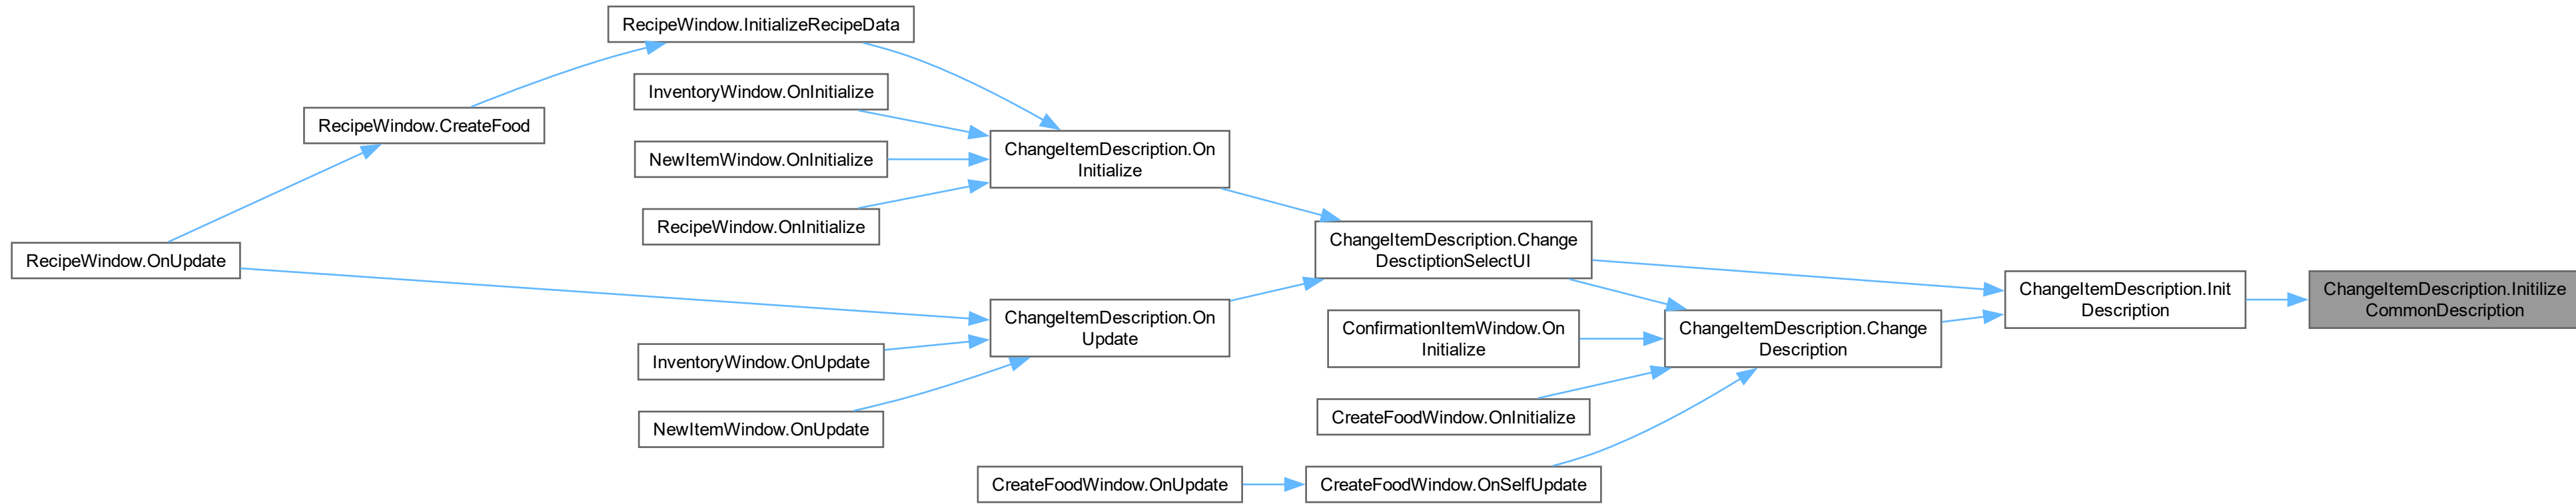 RecipeWindow.InitializeRecipeData
InventoryWindow.OnInitialize
RecipeWindow.CreateFood
NewItemWindow.OnInitialize
ChangeItemDescription.On
Initialize
RecipeWindow.OnInitialize
RecipeWindow.OnUpdate
ChangeItemDescription.Change
DesctiptionSelectUI
ChangeItemDescription.Init
Description
ChangeItemDescription.Initilize
CommonDescription
ChangeItemDescription.On
Update
ConfirmationItemWindow.On
Initialize
ChangeItemDescription.Change
Description
InventoryWindow.OnUpdate
CreateFoodWindow.OnInitialize
NewItemWindow.OnUpdate
CreateFoodWindow.OnUpdate
CreateFoodWindow.OnSelfUpdate